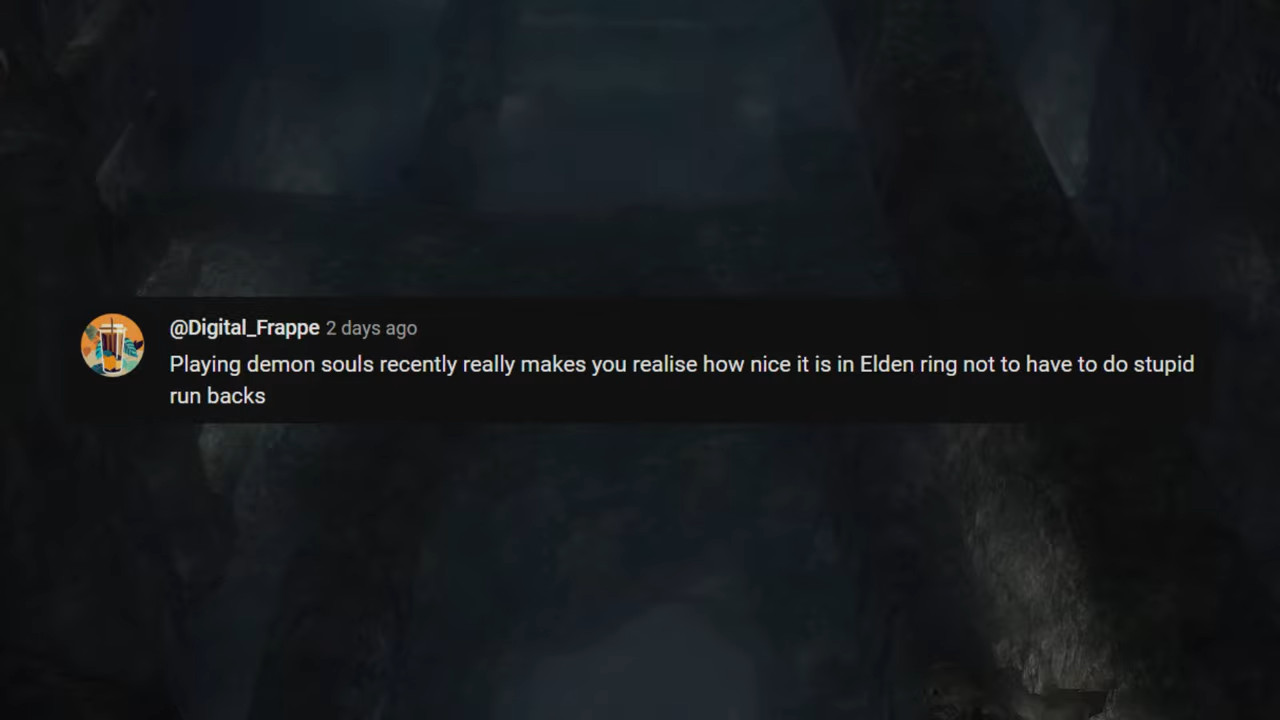 @Digital_Frappe 2 days ago
Playing demon souls recently really makes you realise how nice it is in Elden ring not to have to do stupid
run backs